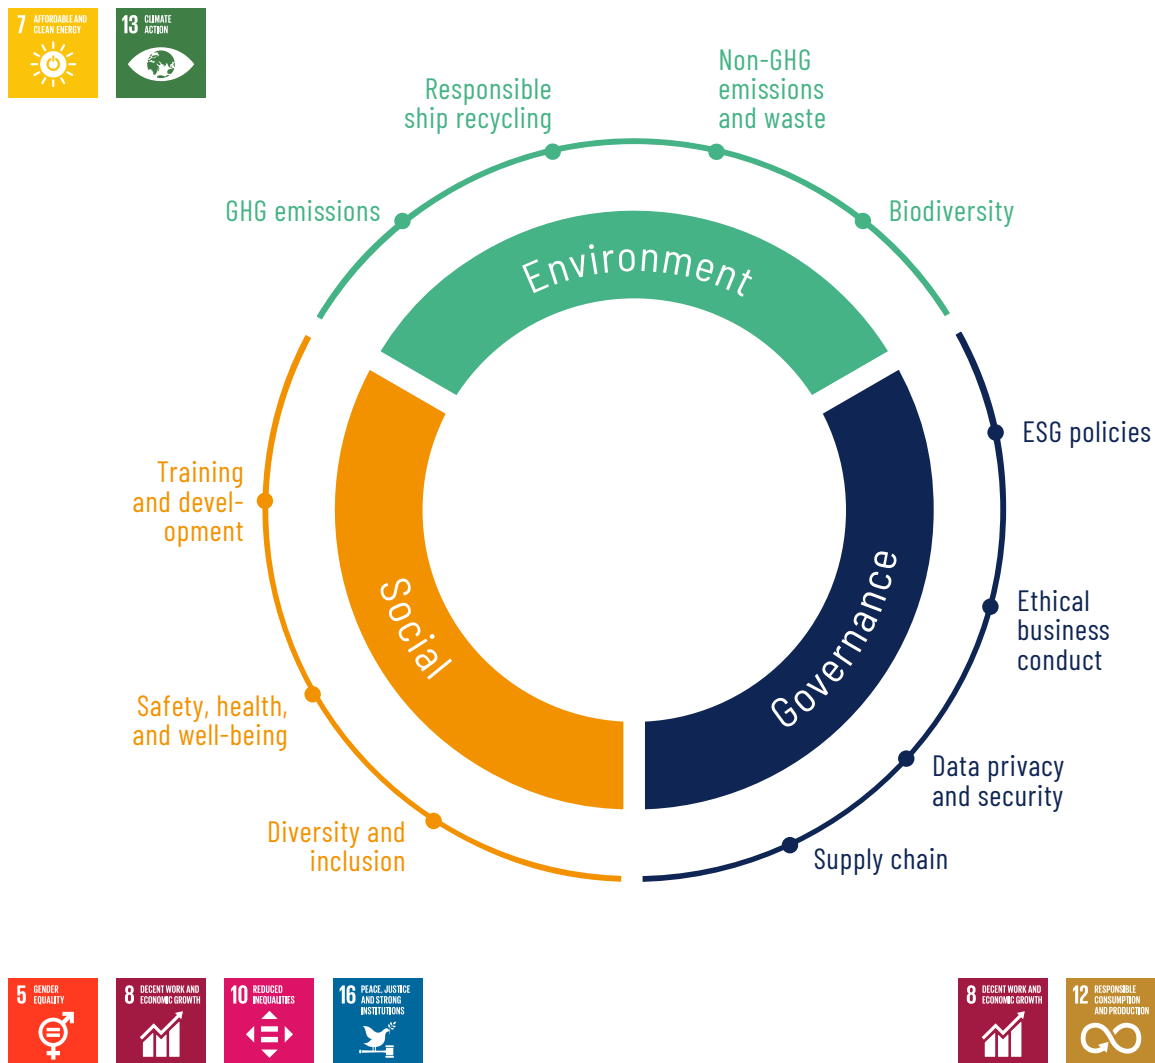 7 AFFORDABLE AND
CLEAN ENERGY
13 CLIMATE
ACTION
Responsible
ship recycling
Non-GHG
emissions
and waste
GHG emissions
Biodiversity
Environment
ESG policies
Training
and devel-
opment
Social
Governance
Ethical
business
conduct
Safety, health,
and well-being
Data privacy
and security
Diversity and
inclusion
Supply chain
5 GENDER
EQUALITY
8 DECENT WORK AND
ECONOMIC GROWTH
10 REDUCED
INEQUALITIES
16 PEACE, JUSTICE
AND STRONG
INSTITUTIONS
8 DECENT WORK AND
ECONOMIC GROWTH
12 RESPONSIBLE
CONSUMPTION
AND PRODUCTION